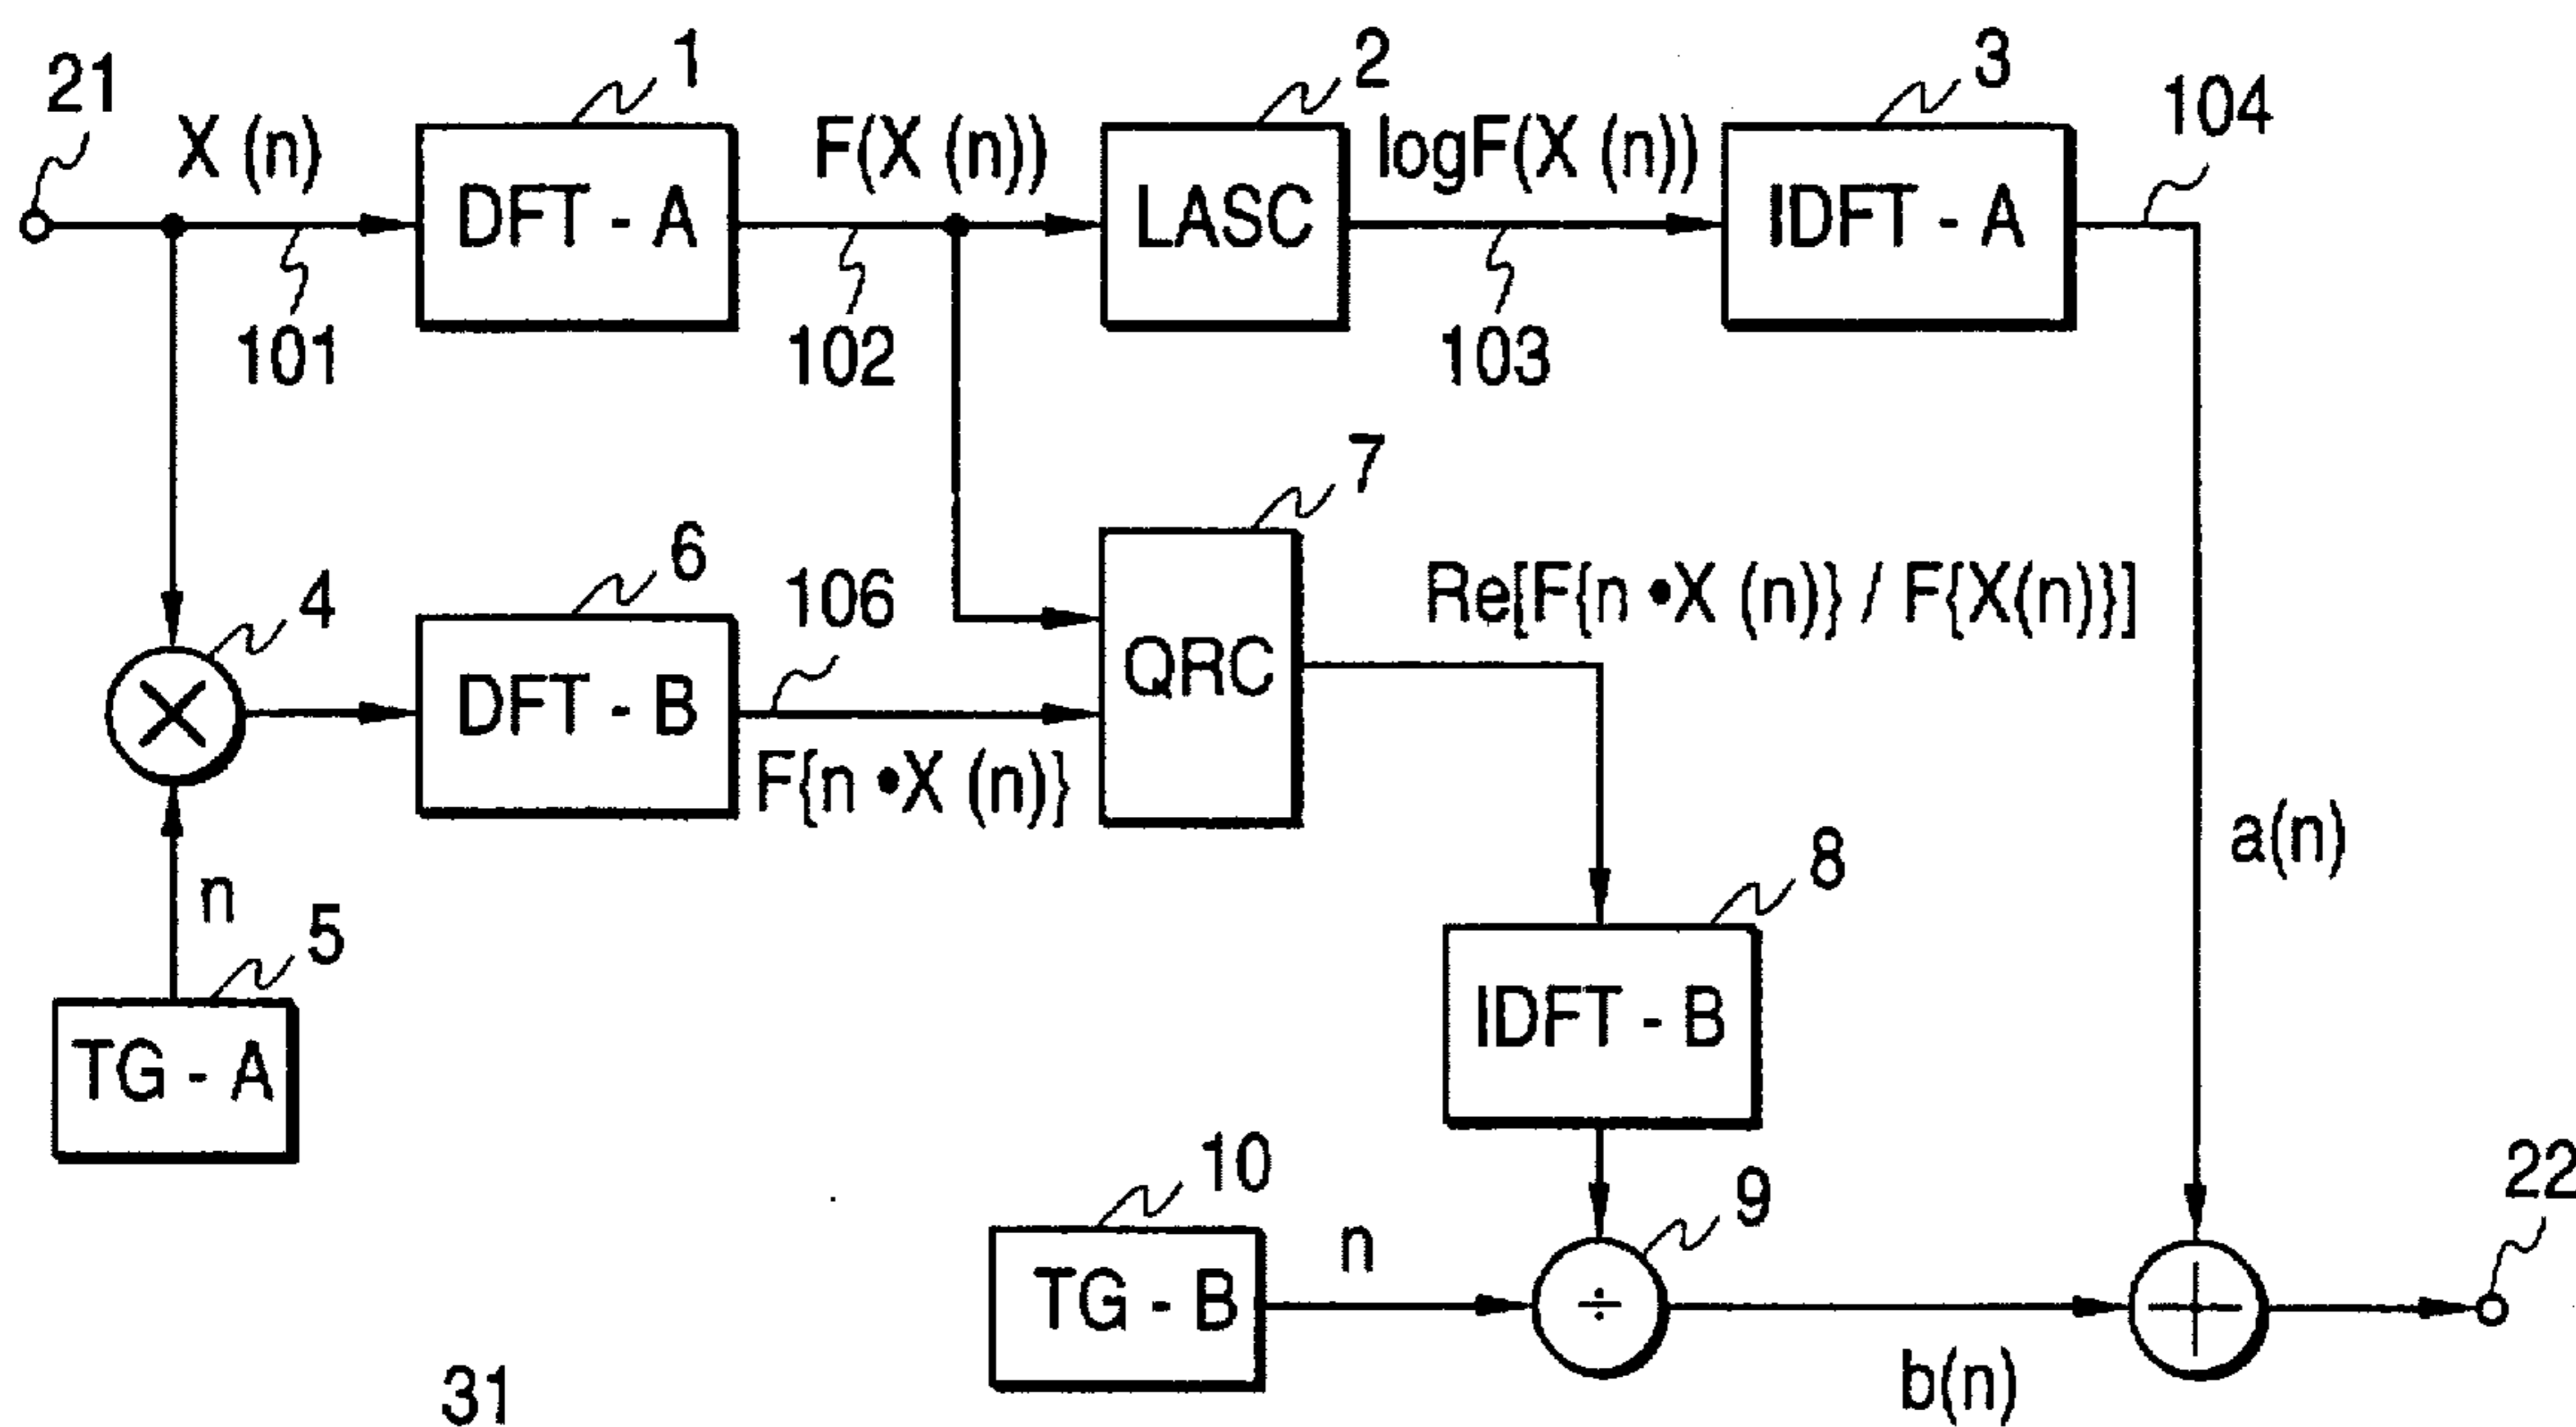 21
X (n)
1
DFT - A
101
F(X (n))
102
2
LASC
logF(X (n))
103
3
IDFT - A
104
4
6
DFT - B
106
F{n •X (n)}
7
QRC
Re[F{n •X (n)} / F{X(n)}]
a(n)
n
5
TG - A
8
IDFT - B
10
TG - B
n
9
÷
b(n)
22
31